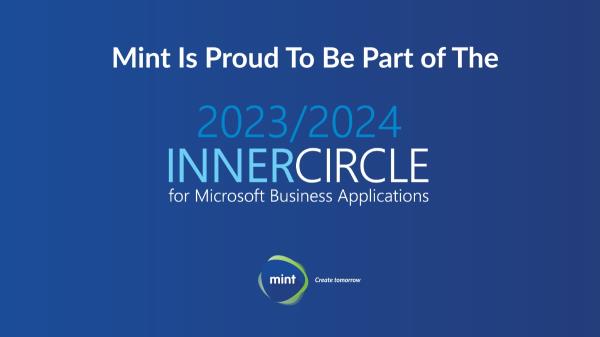 Mint Is Proud To Be Part of The
2023/2024
INNERCIRCLE
for Microsoft Business Applications
mint Create tomorrow